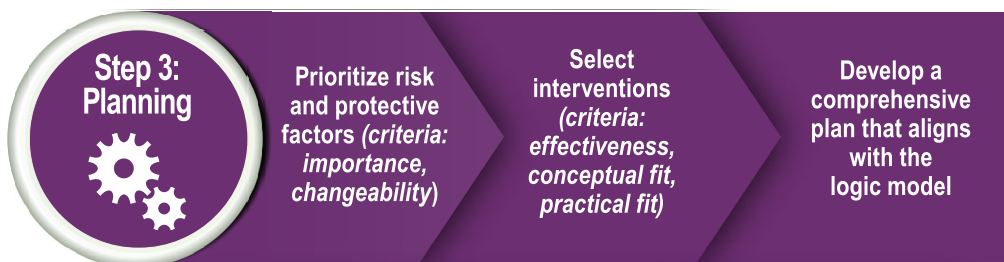 Step 3:
Planning
Prioritize risk
and protective
factors (criteria:
importance,
changeability)
Select
interventions
(criteria:
effectiveness,
conceptual fit,
practical fit)
Develop a
comprehensive
plan that aligns
with the
logic model